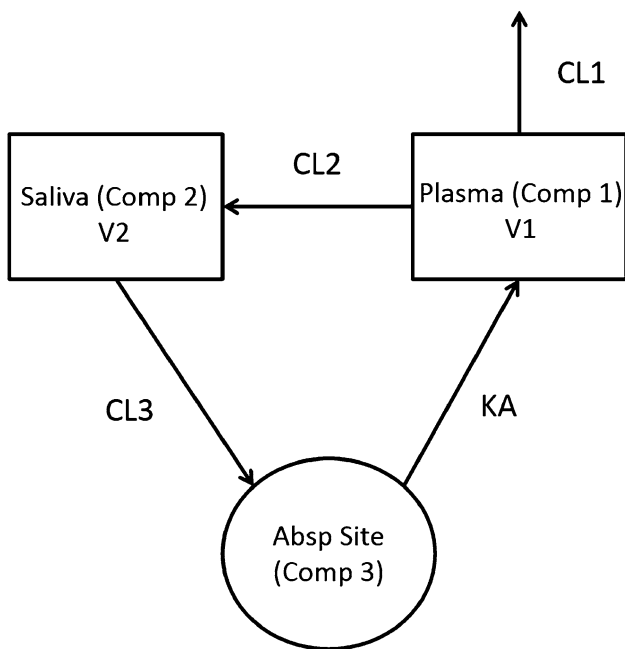 CL1
CL2
Saliva (Comp 2)
V2
Plasma (Comp 1)
V1
CL3
KA
Absp Site
(Comp 3)